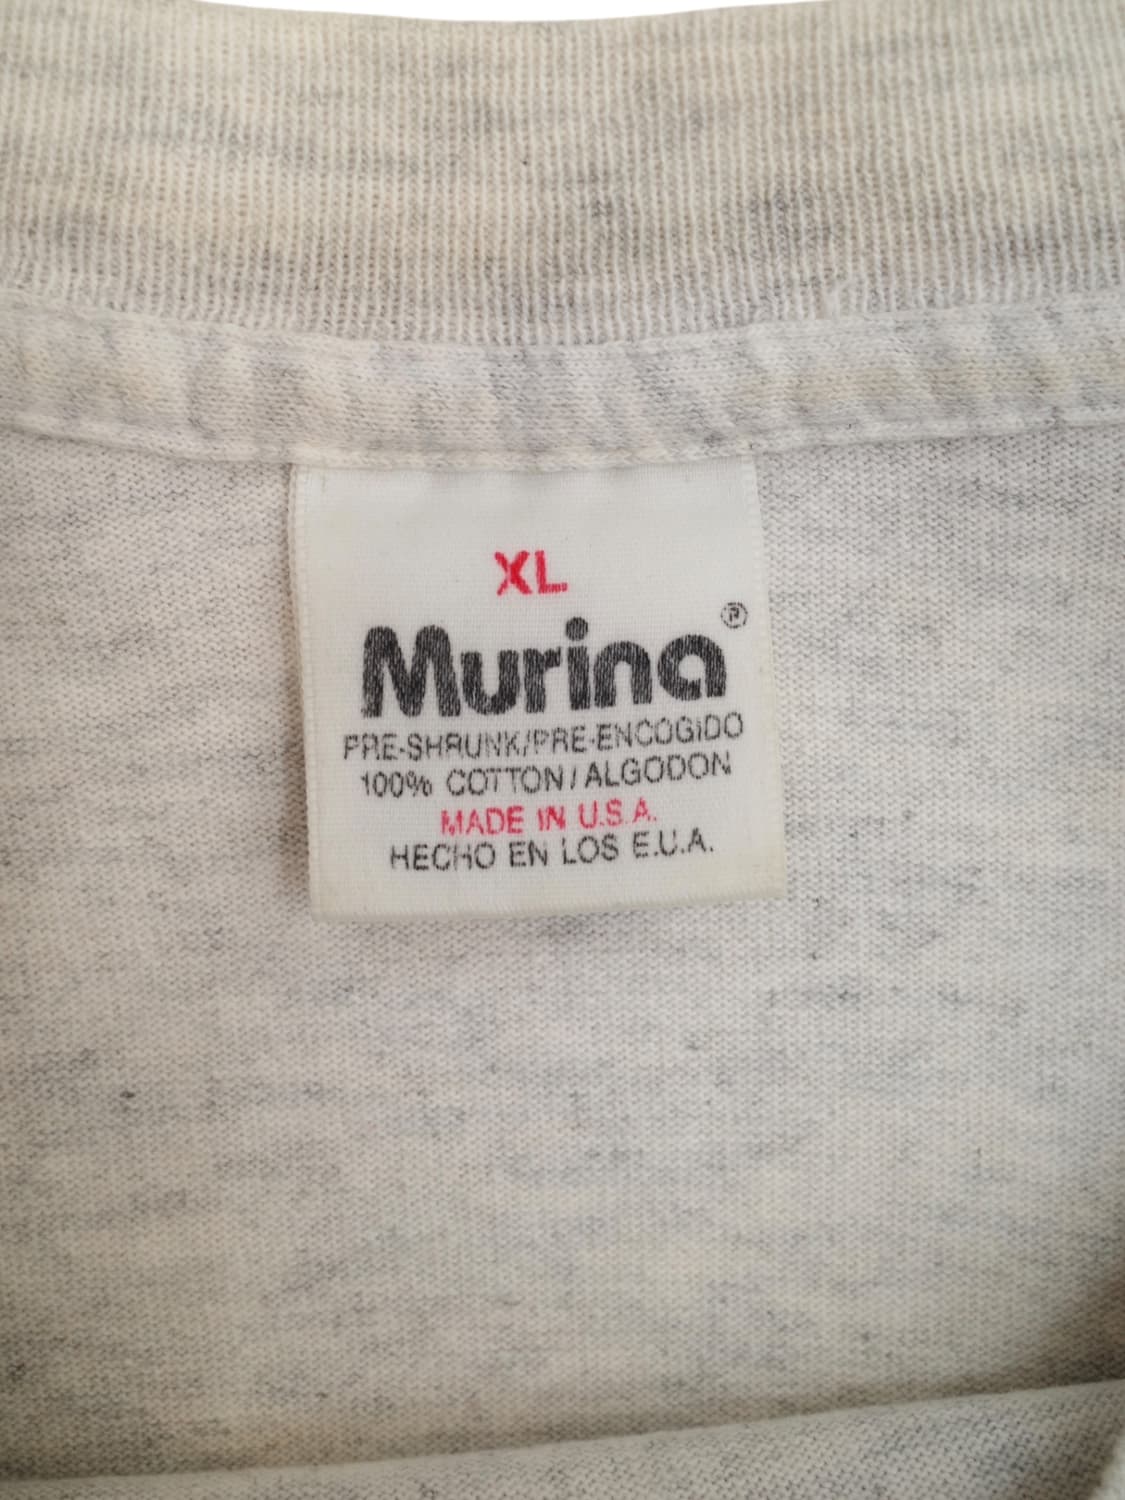 XL
Murina®
PRE-SHRUNK/PRE-ENCOGIDO
100% COTTON/ALGODON
MADE IN U.S.A.
HECHO EN LOS E.U.A.